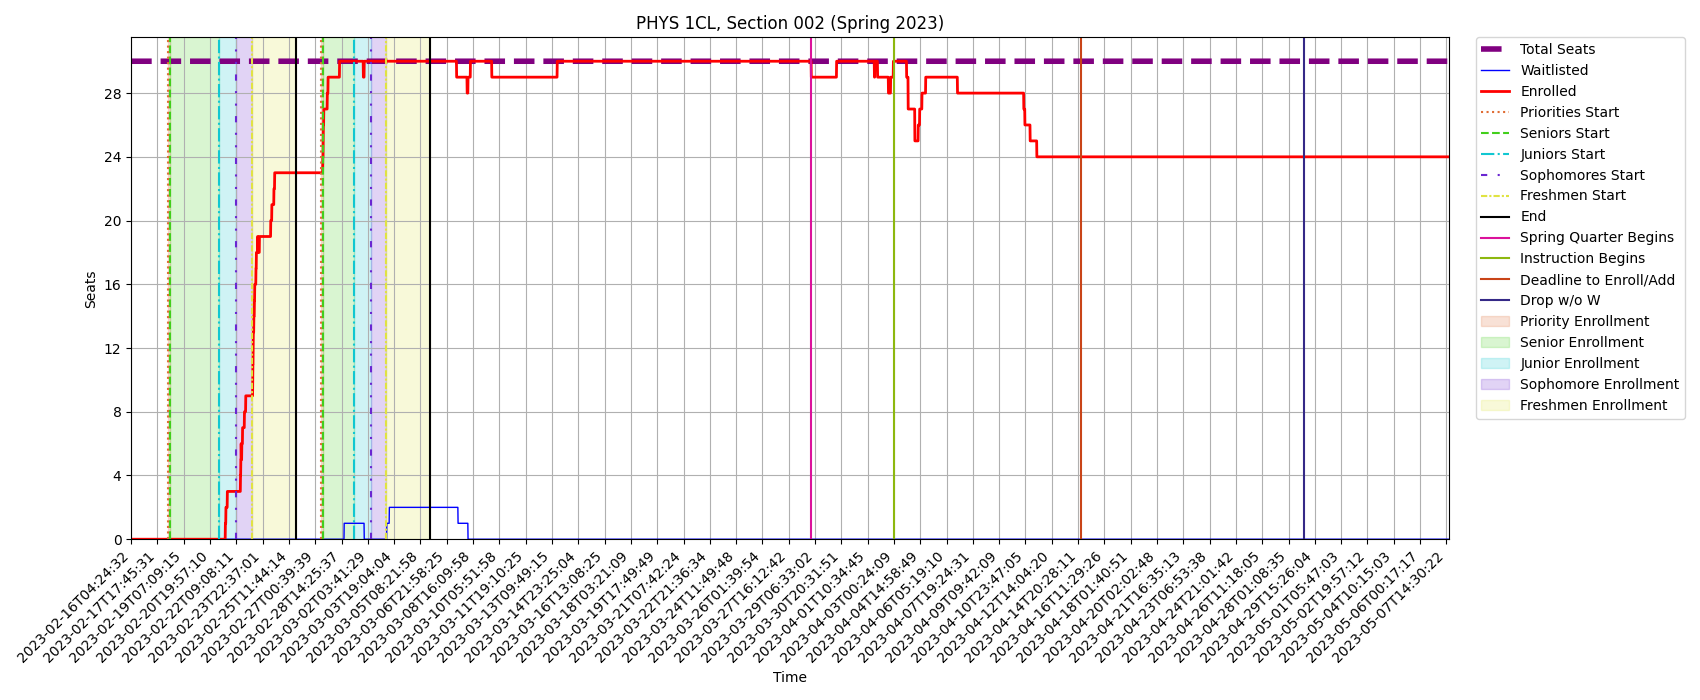 PHYS 1CL, Section 002 (Spring 2023)
Seats
28
24
20
16
12
8
4
0
2023-02-16T04:24:32
2023-02-17T17:45:31
2023-02-19T07:09:15
2023-02-20T19:57:10
2023-02-22T09:08:11
2023-02-23T22:37:01
2023-02-25T11:44:14
2023-02-27T00:39:39
2023-02-28T14:25:37
2023-03-02T03:41:29
2023-03-03T19:04:04
2023-03-05T08:21:58
2023-03-06T21:58:25
2023-03-08T16:09:58
2023-03-10T05:51:58
2023-03-11T19:10:25
2023-03-13T09:49:15
2023-03-14T23:25:04
2023-03-16T13:08:25
2023-03-18T03:21:09
2023-03-19T17:49:49
2023-03-21T07:42:24
2023-03-22T21:36:34
2023-03-24T11:49:48
2023-03-26T01:39:54
2023-03-27T16:12:42
2023-03-29T06:33:02
2023-03-30T20:31:51
2023-04-01T10:34:45
2023-04-03T00:24:09
2023-04-04T14:58:49
2023-04-06T05:19:10
2023-04-07T19:24:31
2023-04-09T09:42:09
2023-04-10T23:47:05
2023-04-12T14:04:20
2023-04-14T20:28:11
2023-04-16T11:29:26
2023-04-18T01:40:51
2023-04-20T02:02:48
2023-04-21T16:35:13
2023-04-23T06:53:38
2023-04-24T21:01:42
2023-04-26T11:18:05
2023-04-28T01:08:35
2023-04-29T15:26:04
2023-05-01T05:47:03
2023-05-02T19:57:12
2023-05-04T10:15:03
2023-05-06T00:17:17
2023-05-07T14:30:22
Time
Total Seats
Waitlisted
Enrolled
Priorities Start
Seniors Start
Juniors Start
Sophomores Start
Freshmen Start
End
Spring Quarter Begins
Instruction Begins
Deadline to Enroll/Add
Drop w/o W
Priority Enrollment
Senior Enrollment
Junior Enrollment
Sophomore Enrollment
Freshmen Enrollment